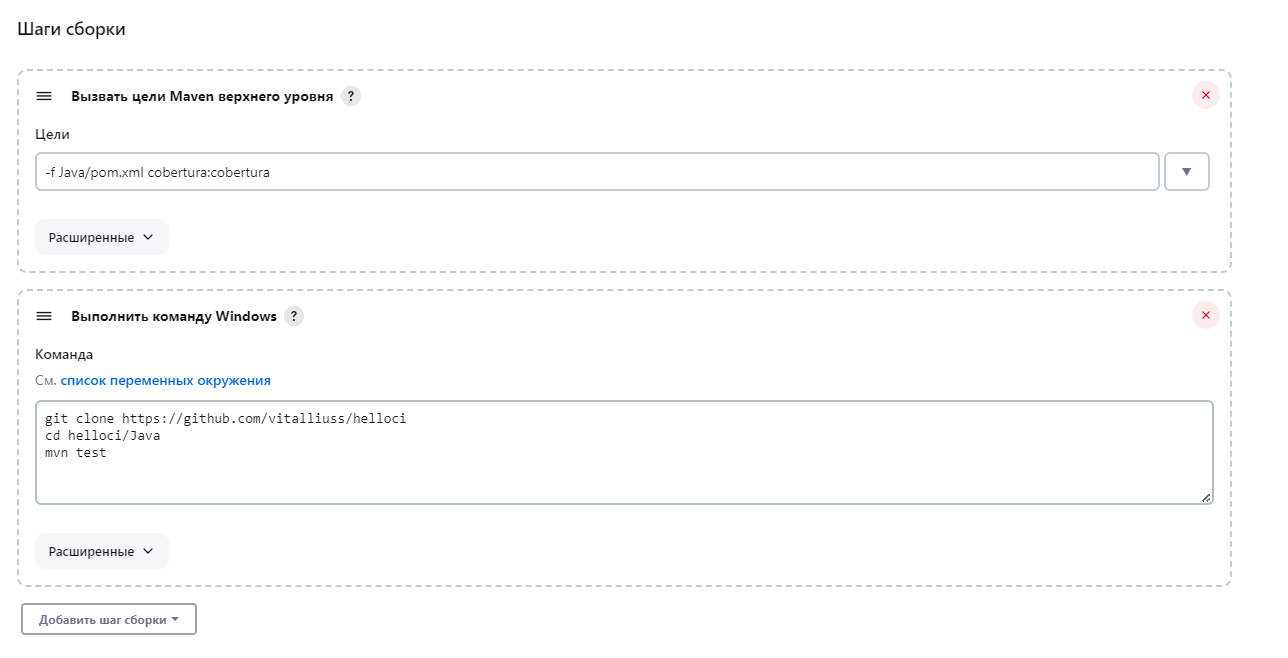 Шаги сборки
Вызвать цели Maven верхнего уровня ?
Цели
-f Java/pom.xml cobertura:cobertura
Расширенные
Выполнить команду Windows ?
Команда
См. список переменных окружения
git clone https://github.com/vitalliuss/helloci
cd helloci/Java
mvn test
Расширенные
Добавить шаг сборки